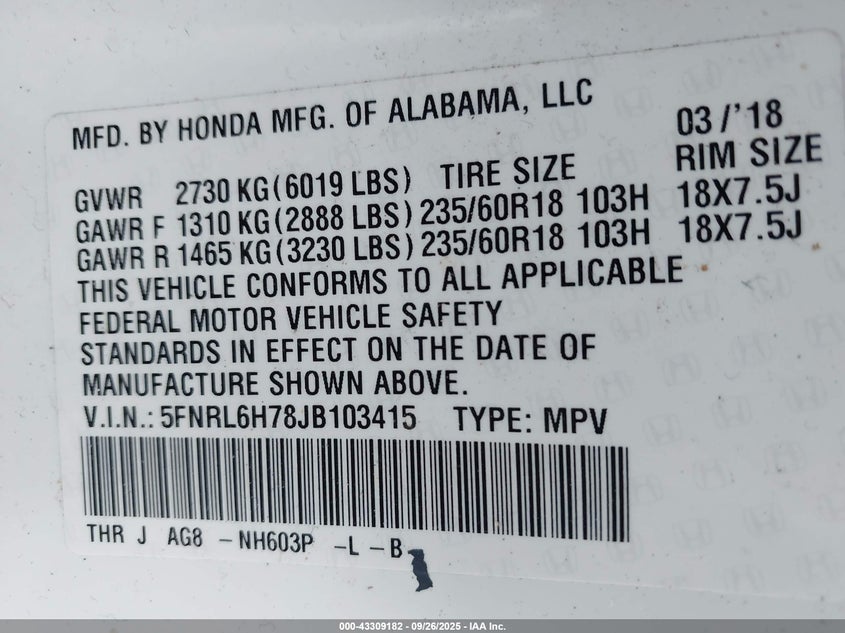 MFD. BY HONDA MFG. OF ALABAMA, LLC 03/'18
GVWR 2730 KG(6019 LBS) TIRE SIZE RIM SIZE
GAWR F 1310 KG(2888 LBS) 235/60R18 103H 18X7.5J
GAWR R 1465 KG(3230 LBS) 235/60R18 103H 18X7.5J
THIS VEHICLE CONFORMS TO ALL APPLICABLE
FEDERAL MOTOR VEHICLE SAFETY
STANDARDS IN EFFECT ON THE DATE OF
MANUFACTURE SHOWN ABOVE.
V.I.N.: 5FNRL6H78JB103415 TYPE: MPV
THR J AG8 -NH603P -L -B
000-43309182 - 09/26/2025 - IAA Inc.